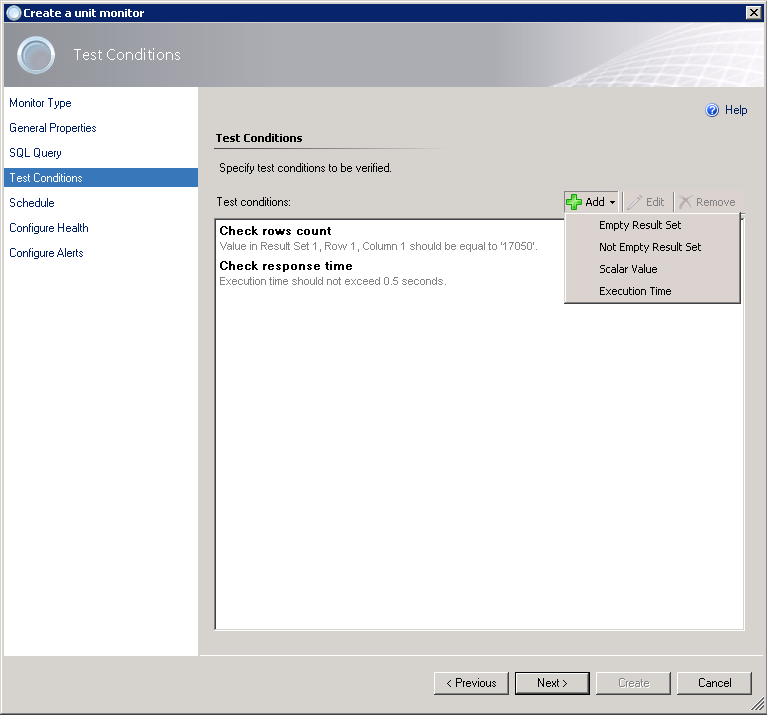 Create a unit monitor
Test Conditions
Monitor Type
General Properties
SQL Query
Test Conditions
Schedule
Configure Health
Configure Alerts
Help
Test Conditions
Specify test conditions to be verified.
Test conditions:
Add
Edit
Remove
Empty Result Set
Not Empty Result Set
Scalar Value
Execution Time
Check rows count
Value in Result Set 1, Row 1, Column 1 should be equal to '17050'.
Check response time
Execution time should not exceed 0.5 seconds.
< Previous
Next >
Create
Cancel